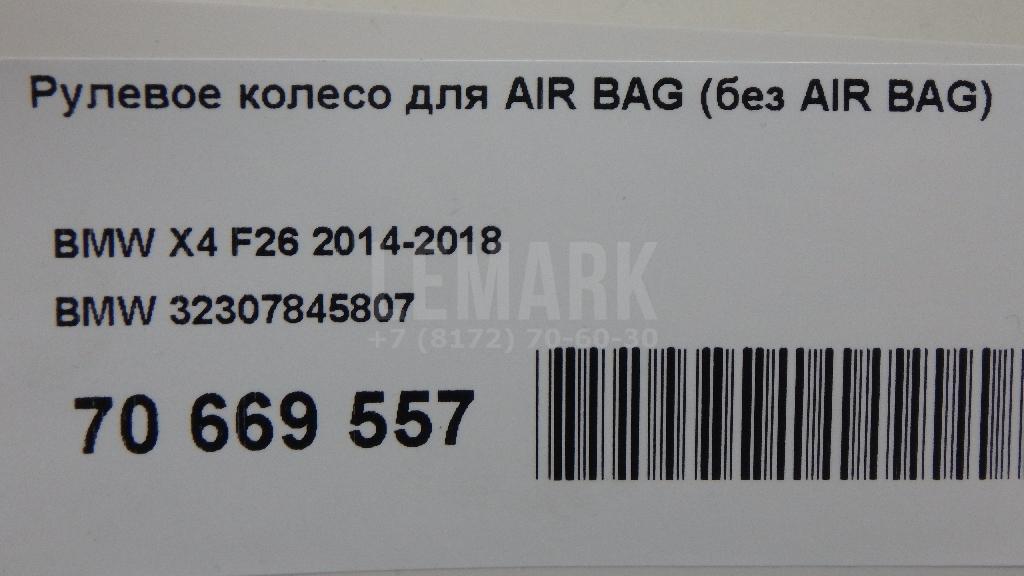 Рулевое колесо для AIR BAG (без AIR BAG)
BMW X4 F26 2014-2018
LEMARK
BMW 32307845807
+7 (8172) 70-60-30
70 669 557